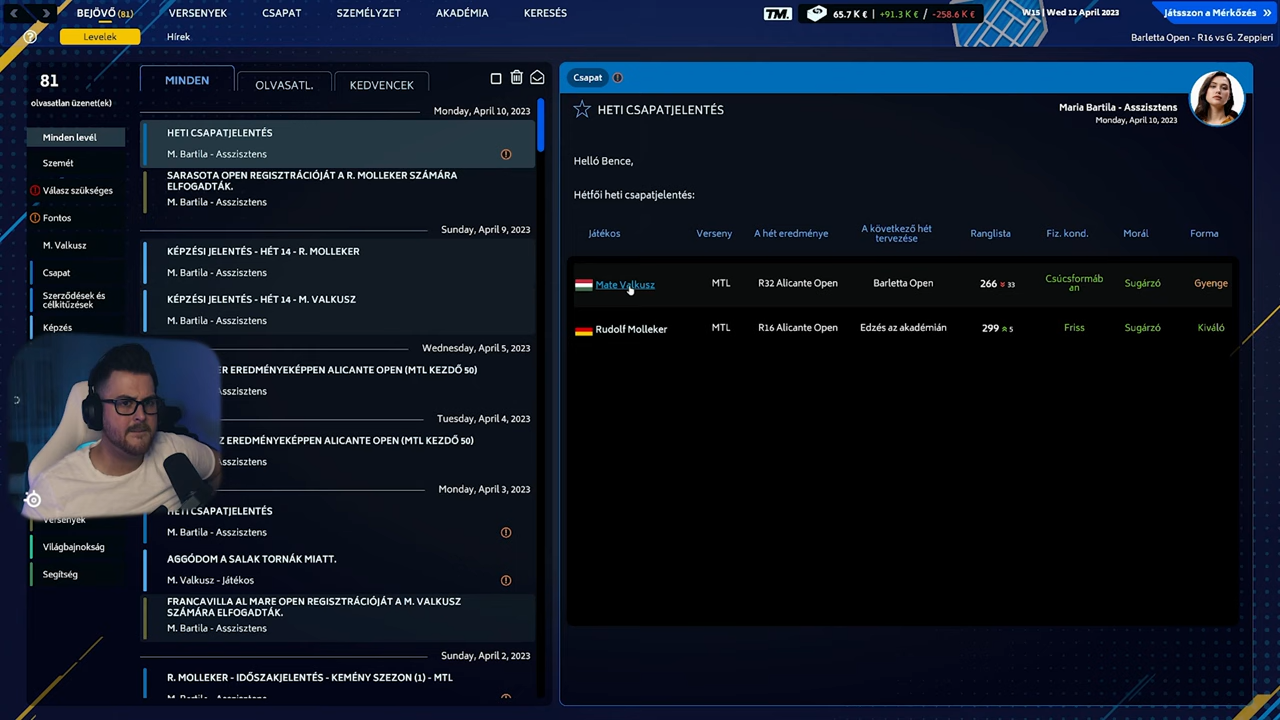 BEJÖVŐ (81)
VERSENYEK
CSAPAT
SZEMÉLYZET
AKADÉMIA
KERESÉS
TM.
65.7 K € | +91.3 K € / -258.6 K €
W15 | Wed 12 April 2023
Játsszon a Mérkőzés
Levelek
Hírek
Barletta Open - R16 vs G. Zeppieri
81
olvasatlan üzenet(ek)
Minden levél
Szemét
Válasz szükséges
Fontos
M. Valkusz
Csapat
Szerződések és
célkitűzések
Képzés
Versenyek
Világbajnokság
Segítség
MINDEN
OLVASATL.
KEDVENCEK
Monday, April 10, 2023
HETI CSAPATJELENTÉS
M. Bartila - Asszisztens
SARASOTA OPEN REGISZTRÁCIÓJÁT A R. MOLLEKER SZÁMÁRA
ELFOGADTÁK.
M. Bartila - Asszisztens
Sunday, April 9, 2023
KÉPZÉSI JELENTÉS - HÉT 14 - R. MOLLEKER
M. Bartila - Asszisztens
KÉPZÉSI JELENTÉS - HÉT 14 - M. VALKUSZ
M. Bartila - Asszisztens
Wednesday, April 5, 2023
ER EREDMÉNYEKÉPPEN ALICANTE OPEN (MTL KEZDŐ 50)
Asszisztens
Tuesday, April 4, 2023
Z EREDMÉNYEKÉPPEN ALICANTE OPEN (MTL KEZDŐ 50)
Asszisztens
Monday, April 3, 2023
HETI CSAPATJELENTÉS
M. Bartila - Asszisztens
AGGÓDOM A SALAK TORNÁK MIATT.
M. Valkusz - Játékos
FRANCAVILLA AL MARE OPEN REGISZTRÁCIÓJÁT A M. VALKUSZ
SZÁMÁRA ELFOGADTÁK.
M. Bartila - Asszisztens
Sunday, April 2, 2023
R. MOLLEKER - IDŐSZAKJELENTÉS - KEMÉNY SZEZON (1) - MTL
M. Bartila - Asszisztens
Csapat
HETI CSAPATJELENTÉS
Maria Bartila - Asszisztens
Monday, April 10, 2023
Helló Bence,
Hétfői heti csapatjelentés:
Játékos Verseny A hét eredménye A következő hét tervezése Ranglista Fiz. kond. Morál Forma
Mate Valkusz MTL R32 Alicante Open Barletta Open 266 33 Csúcsformában Sugárzó Gyenge
Rudolf Molleker MTL R16 Alicante Open Edzés az akadémián 299 5 Friss Sugárzó Kiváló